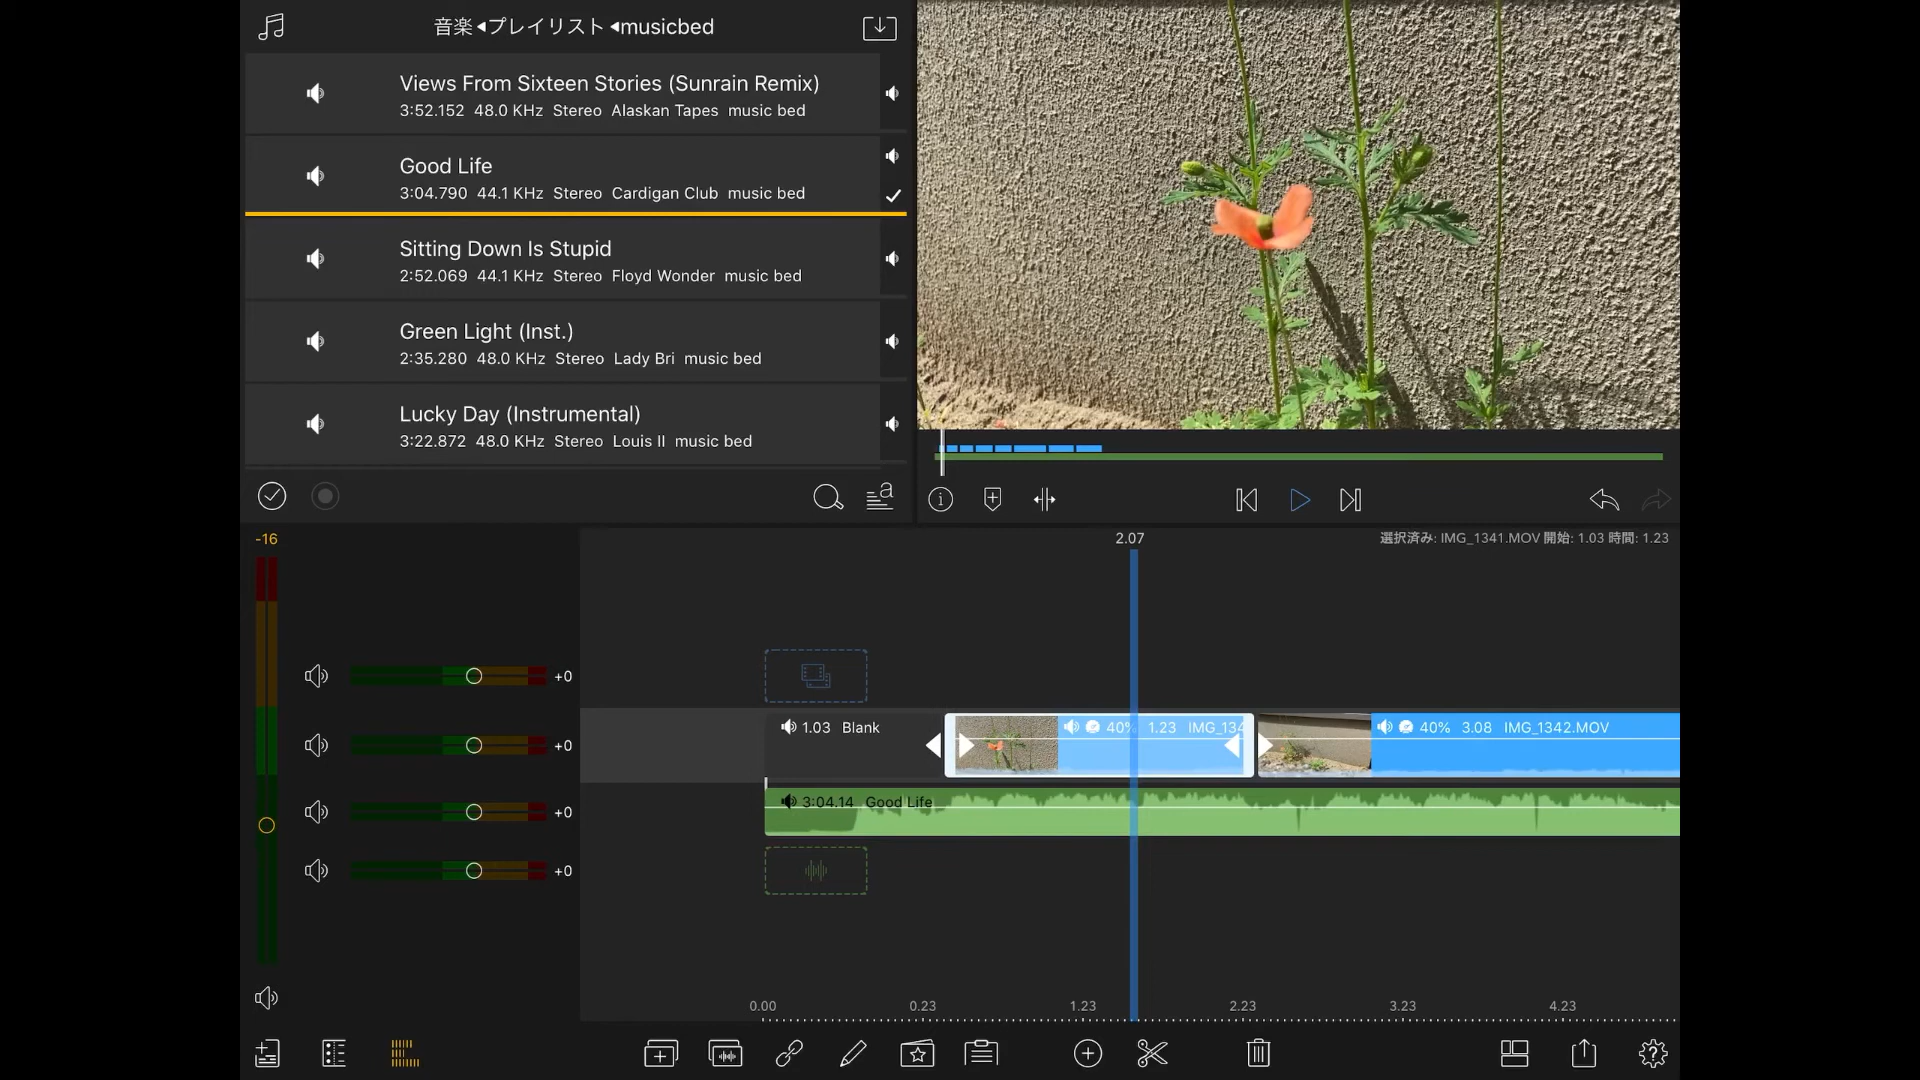 音楽◀プレイリスト◀musicbed
Views From Sixteen Stories (Sunrain Remix)
3:52.152 48.0 KHz Stereo Alaskan Tapes music bed
Good Life
3:04.790 44.1 KHz Stereo Cardigan Club music bed
Sitting Down Is Stupid
2:52.069 44.1 KHz Stereo Floyd Wonder music bed
Green Light (Inst.)
2:35.280 48.0 KHz Stereo Lady Bri music bed
Lucky Day (Instrumental)
3:22.872 48.0 KHz Stereo Louis II music bed
-16
2.07
選択済み: IMG_1341.MOV 開始: 1.03 時間: 1.23
+0
1.03 Blank
40% 1.23 IMG_134
40% 3.08 IMG_1342.MOV
+0
3:04.14 Good Life
+0
+0
0.00 0.23 1.23 2.23 3.23 4.23